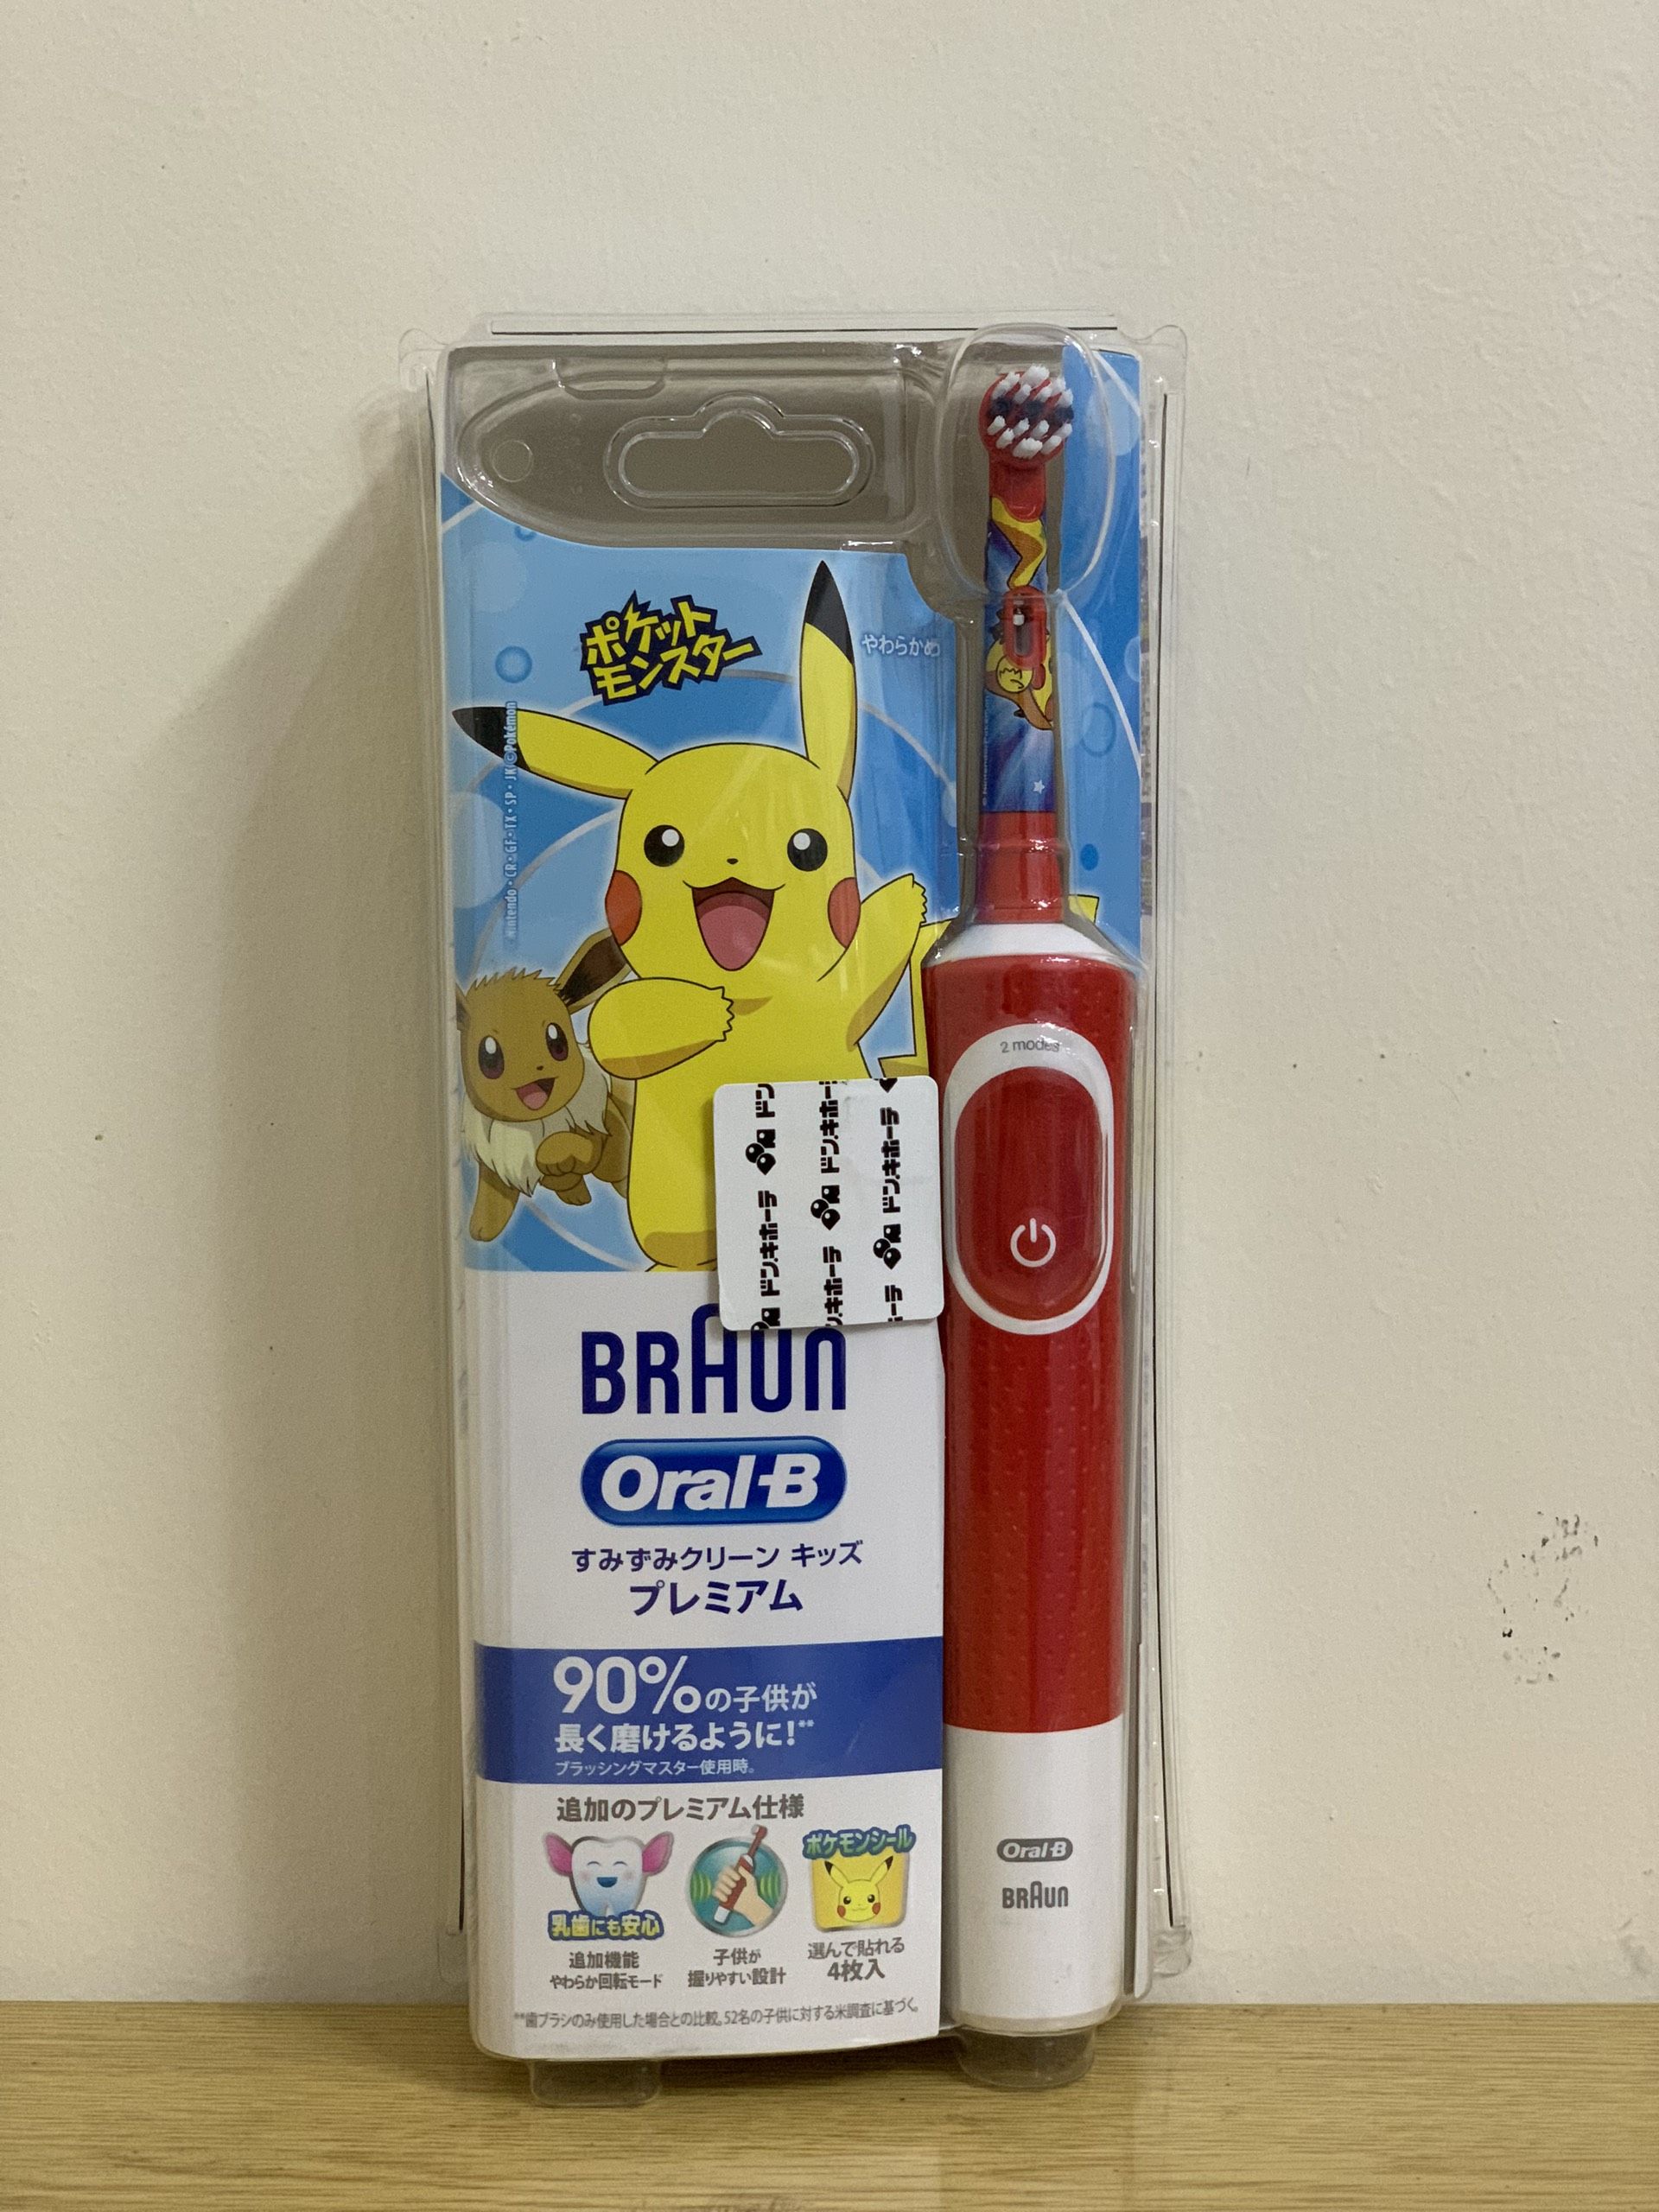 ポケット
モンスター
やわらかめ
Nintendo・CR・GF・TX・SP・JK ©Pokémon
2 modes
ドンキホーテ ドン
ンキホーテ ドンキホー
ーテ ドンキホーテ
BRAUN
Oral-B
すみずみクリーン キッズ
プレミアム
90%の子供が
長く磨けるように!**
ブラッシングマスター使用時。
追加のプレミアム仕様
乳歯にも安心
追加機能
やわらか回転モード
子供が
握りやすい設計
ポケモンシール
選んで貼れる
4枚入
**歯ブラシのみ使用した場合との比較。52名の子供に対する米調査に基づく。
Oral-B
BRAUN